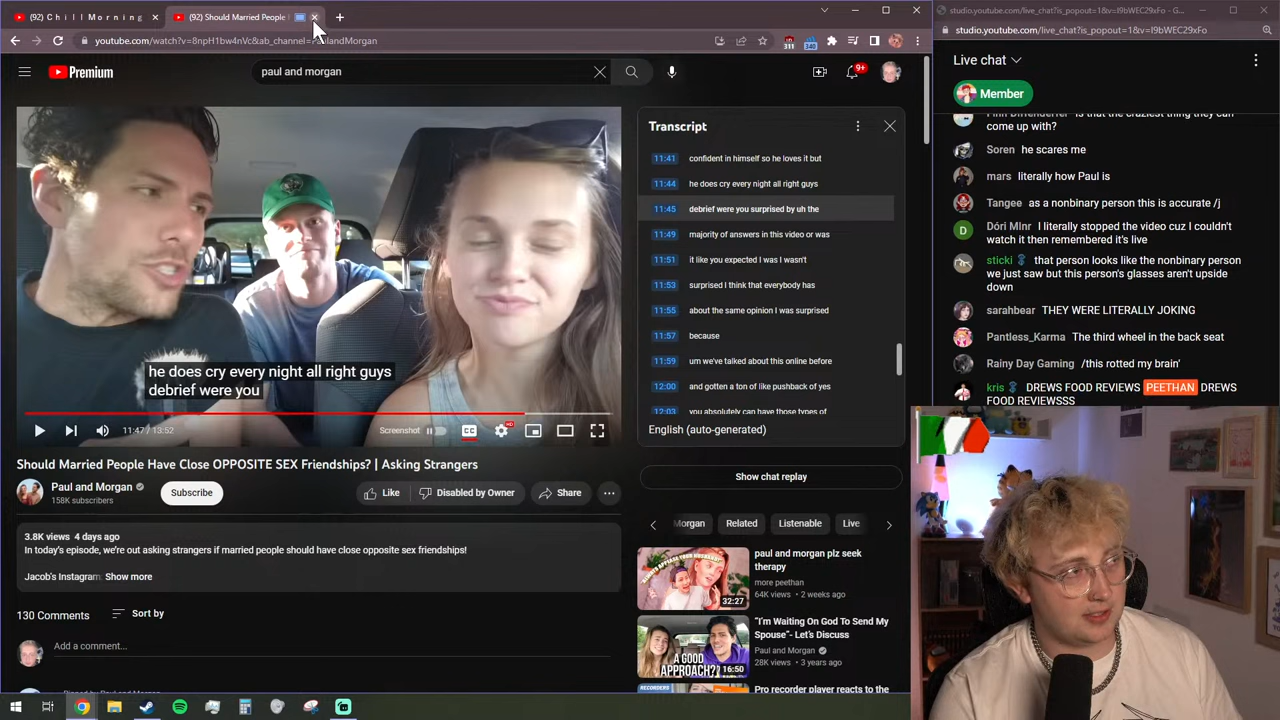 (92) C h i l l M o r n i n g
(92) Should Married People
youtube.com/watch?v=8npH1bw4nVc&ab_channel=PaulandMorgan
311
340
Premium
paul and morgan
9+
he does cry every night all right guys
debrief were you
11:47 / 13:52
Screenshot
CC
HD
Transcript
11:41 confident in himself so he loves it but
11:44 he does cry every night all right guys
11:45 debrief were you surprised by uh the
11:49 majority of answers in this video or was
11:51 it like you expected I was I wasn't
11:53 surprised I think that everybody has
11:55 about the same opinion I was surprised
11:57 because
11:59 um we've talked about this online before
12:00 and gotten a ton of like pushback of yes
12:03 you absolutely can have those types of
English (auto-generated)
Should Married People Have Close OPPOSITE SEX Friendships? | Asking Strangers
Paul and Morgan
158K subscribers
Subscribe
Like
Disabled by Owner
Share
3.8K views 4 days ago
In today's episode, we're out asking strangers if married people should have close opposite sex friendships!
Jacob's Instagram Show more
130 Comments
Sort by
Add a comment...
Pinned by Paul and Morgan
Show chat replay
Morgan
Related
Listenable
Live
paul and morgan plz seek
therapy
more peethan
64K views • 2 weeks ago
32:27
"I'm Waiting On God To Send My
Spouse"- Let's Discuss
Paul and Morgan
28K views • 3 years ago
A GOOD
APPROACH?
16:50
Pro recorder player reacts to the
RECORDERS
studio.youtube.com/live_chat?is_popout=1&v=I9bWEC29xFo - Google Chrome
studio.youtube.com/live_chat?is_popout=1&v=I9bWEC29xFo
Live chat
Member
is that the craziest thing they can
come up with?
Soren he scares me
mars literally how Paul is
Tangee as a nonbinary person this is accurate /j
D
Dóri Mlnr I literally stopped the video cuz I couldn't
watch it then remembered it's live
sticki that person looks like the nonbinary person
we just saw but this person's glasses aren't upside
down
sarahbear THEY WERE LITERALLY JOKING
Pantless_Karma The third wheel in the back seat
Rainy Day Gaming /this rotted my brain'
kris DREWS FOOD REVIEWS PEETHAN DREWS
FOOD REVIEWSSS